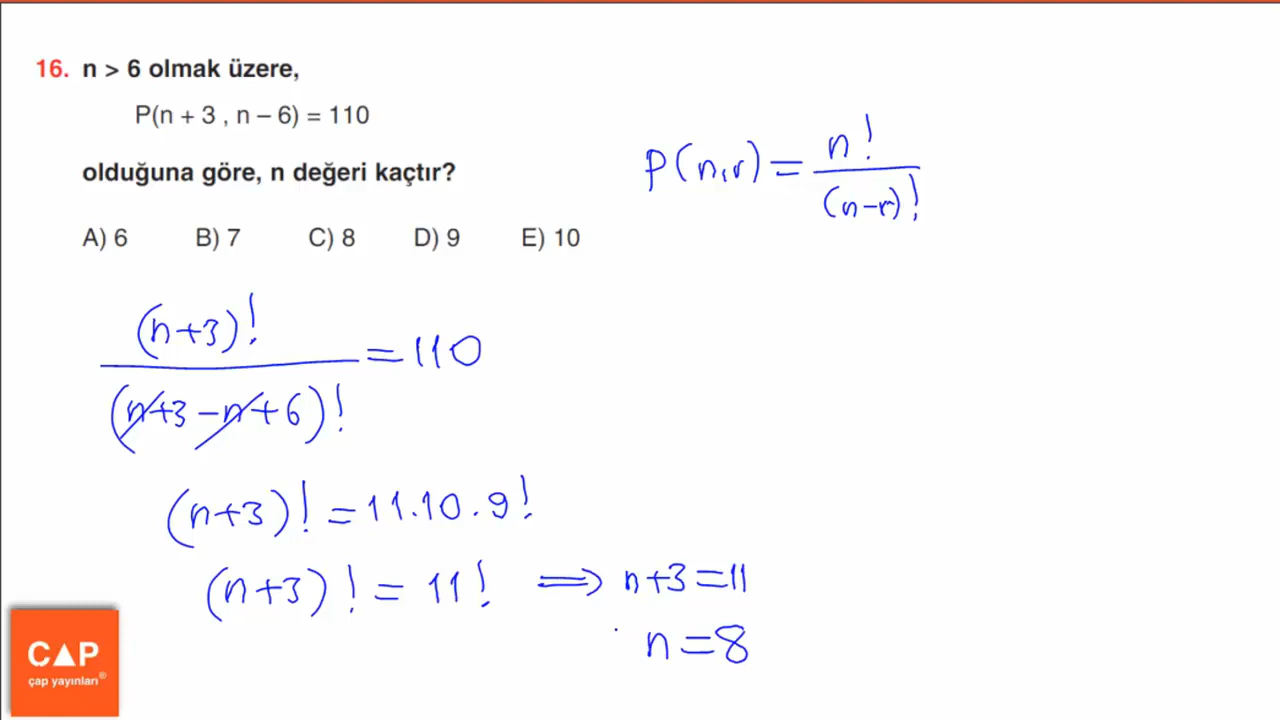 16. n > 6 olmak üzere,
P(n + 3 , n – 6) = 110
olduğuna göre, n değeri kaçtır?
A) 6 B) 7 C) 8 D) 9 E) 10
P(n,r) = n! / (n-r)!
(n+3)! / (n+3-n+6)! = 110
(n+3)! = 11.10.9!
(n+3)! = 11! ⟹ n+3=11
n=8
CAP
çap yayınları®